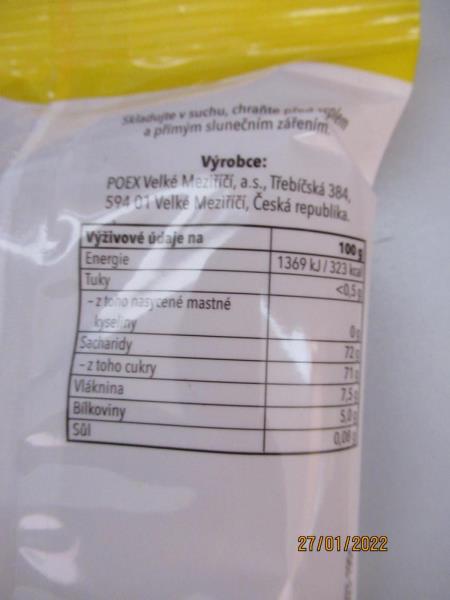 Skladujte v suchu, chraňte před teplem
a přímým slunečním zářením.
Výrobce:
POEX Velké Meziříčí, a.s., Třebíčská 384,
594 01 Velké Meziříčí, Česká republika.
Výživové údaje na 100 g
Energie 1369 kJ / 323 kcal
Tuky <0,5 g
– z toho nasycené mastné
kyseliny 0 g
Sacharidy 72 g
– z toho cukry 71 g
Vláknina 7,5 g
Bílkoviny 5,0 g
Sůl 0,08 g
27/01/2022